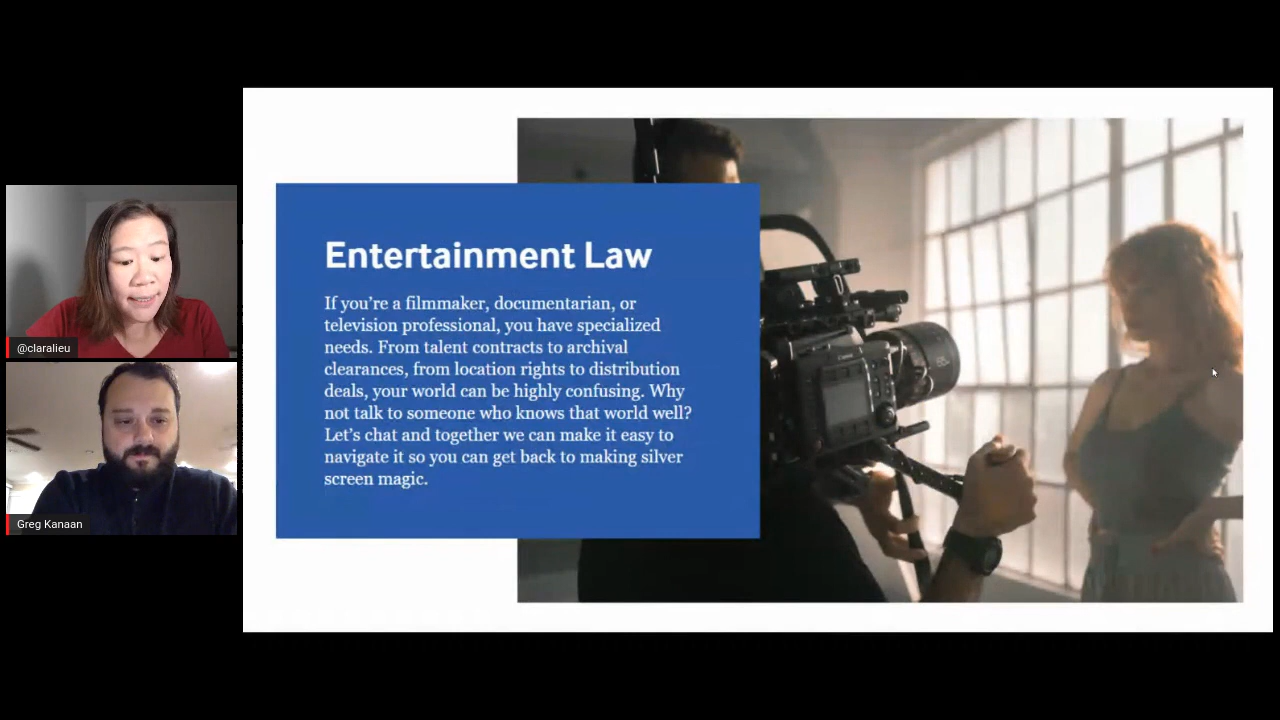 @claralieu
Greg Kanaan
Entertainment Law
If you’re a filmmaker, documentarian, or
television professional, you have specialized
needs. From talent contracts to archival
clearances, from location rights to distribution
deals, your world can be highly confusing. Why
not talk to someone who knows that world well?
Let’s chat and together we can make it easy to
navigate it so you can get back to making silver
screen magic.
Canon